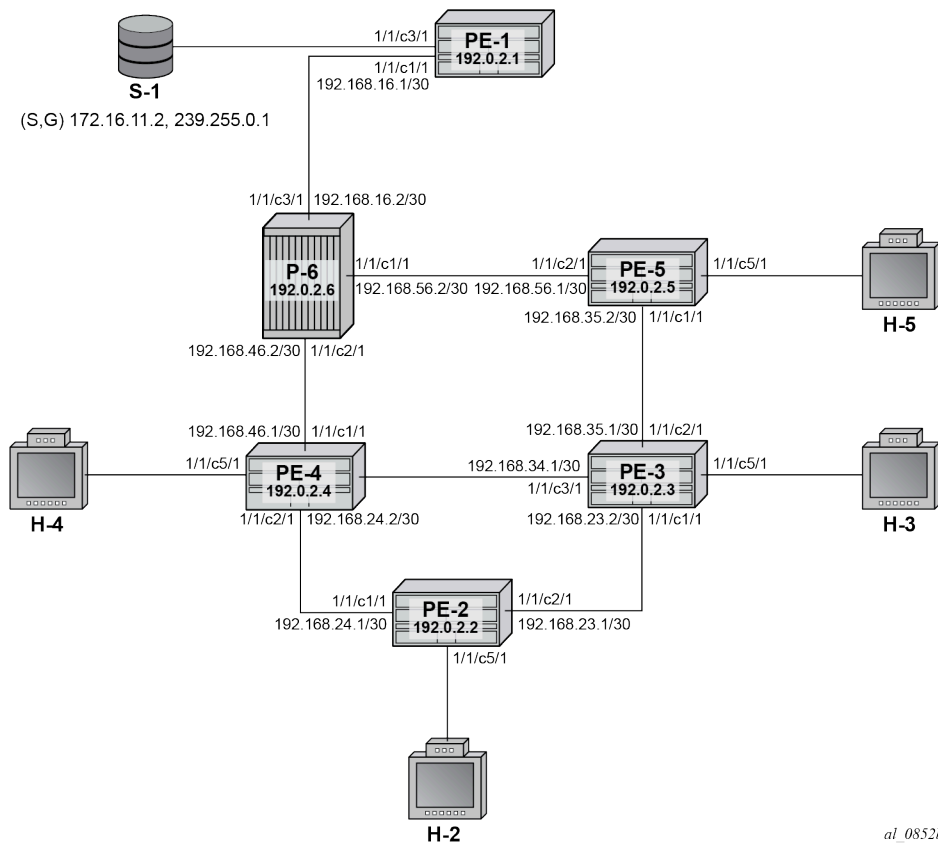 1/1/c3/1
PE-1
192.0.2.1
1/1/c1/1
192.168.16.1/30
S-1
(S,G) 172.16.11.2, 239.255.0.1
1/1/c3/1 192.168.16.2/30
P-6
192.0.2.6
1/1/c1/1
192.168.56.2/30
1/1/c2/1
192.168.56.1/30
PE-5
192.0.2.5
1/1/c5/1
H-5
192.168.35.2/30 1/1/c1/1
192.168.46.2/30 1/1/c2/1
192.168.46.1/30 1/1/c1/1
192.168.35.1/30 1/1/c2/1
1/1/c5/1
H-4
PE-4
192.0.2.4
192.168.34.1/30
1/1/c3/1
PE-3
192.0.2.3
1/1/c5/1
H-3
1/1/c2/1 192.168.24.2/30
192.168.23.2/30 1/1/c1/1
1/1/c1/1
192.168.24.1/30
PE-2
192.0.2.2
1/1/c2/1
192.168.23.1/30
1/1/c5/1
H-2